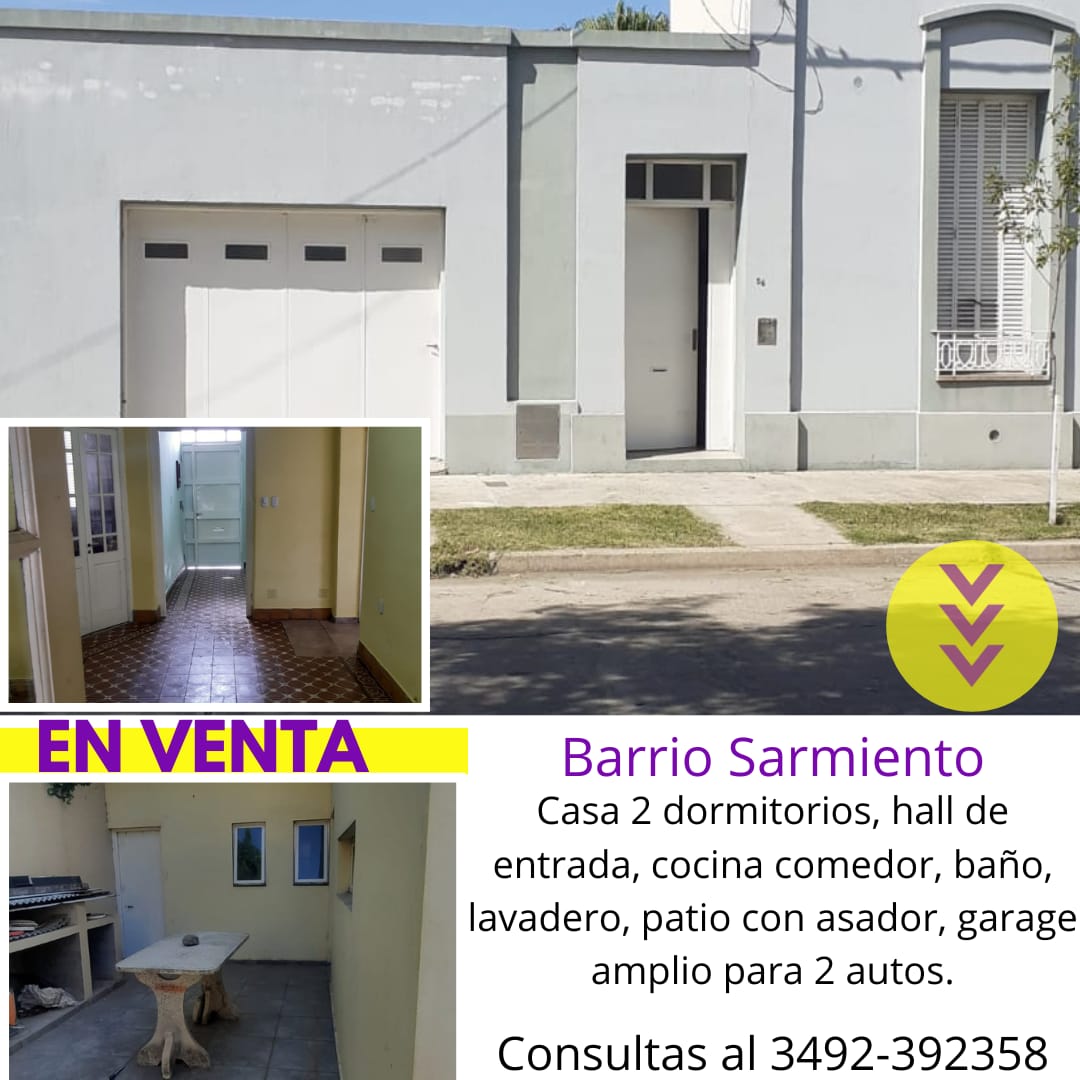 EN VENTA
Barrio Sarmiento
Casa 2 dormitorios, hall de
entrada, cocina comedor, baño,
lavadero, patio con asador, garage
amplio para 2 autos.
Consultas al 3492-392358